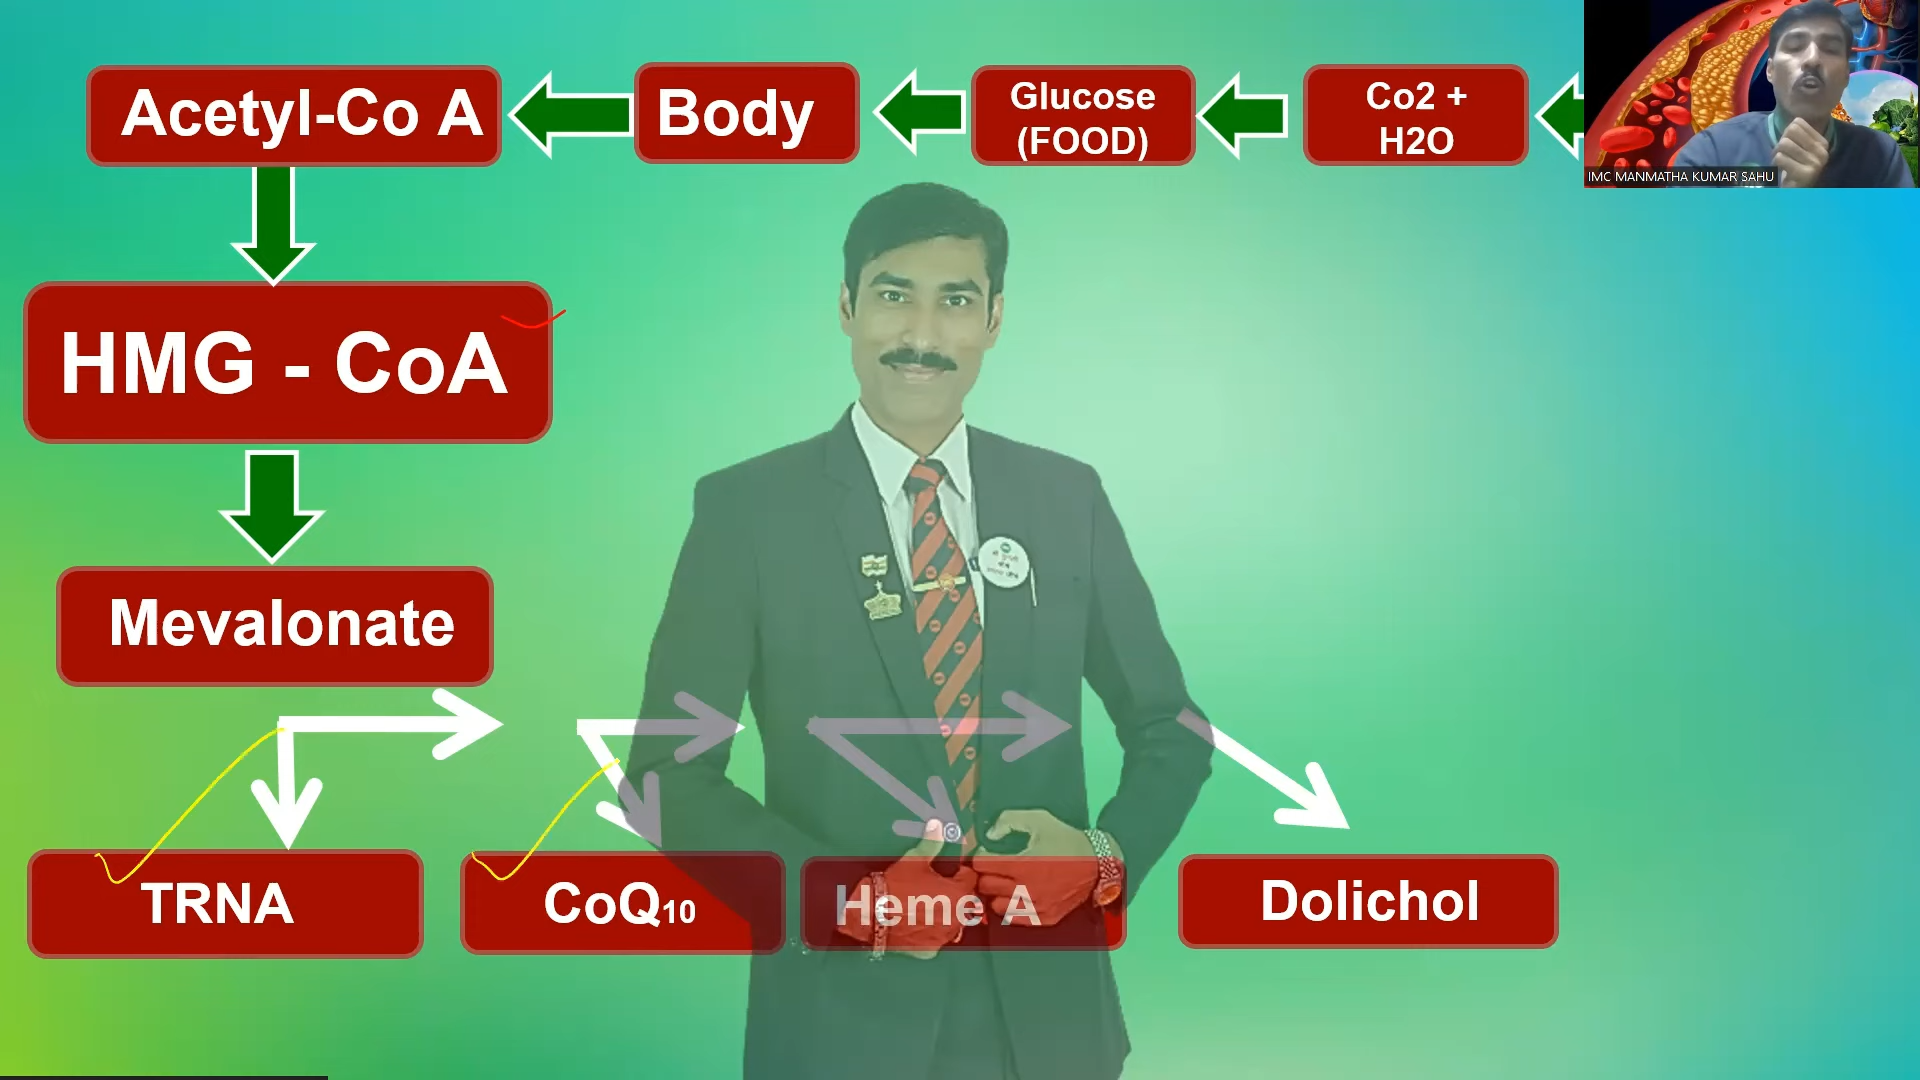 Acetyl-Co A
Body
Glucose
(FOOD)
Co2 +
H2O
IMC MANMATHA KUMAR SAHU
HMG - CoA
Mevalonate
TRNA
CoQ10
Heme A
Dolichol